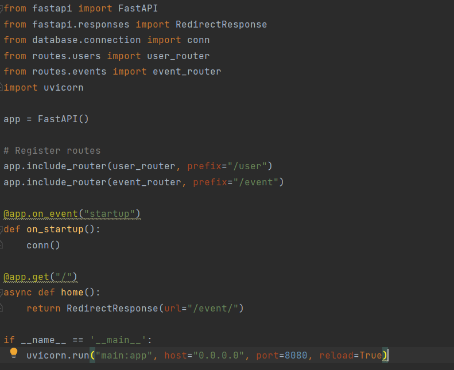 from fastapi import FastAPI
from fastapi.responses import RedirectResponse
from database.connection import conn
from routes.users import user_router
from routes.events import event_router
import uvicorn

app = FastAPI()

# Register routes
app.include_router(user_router, prefix="/user")
app.include_router(event_router, prefix="/event")

@app.on_event("startup")
def on_startup():
    conn()

@app.get("/")
async def home():
    return RedirectResponse(url="/event/")

if __name__ == '__main__':
    uvicorn.run("main:app", host="0.0.0.0", port=8080, reload=True)